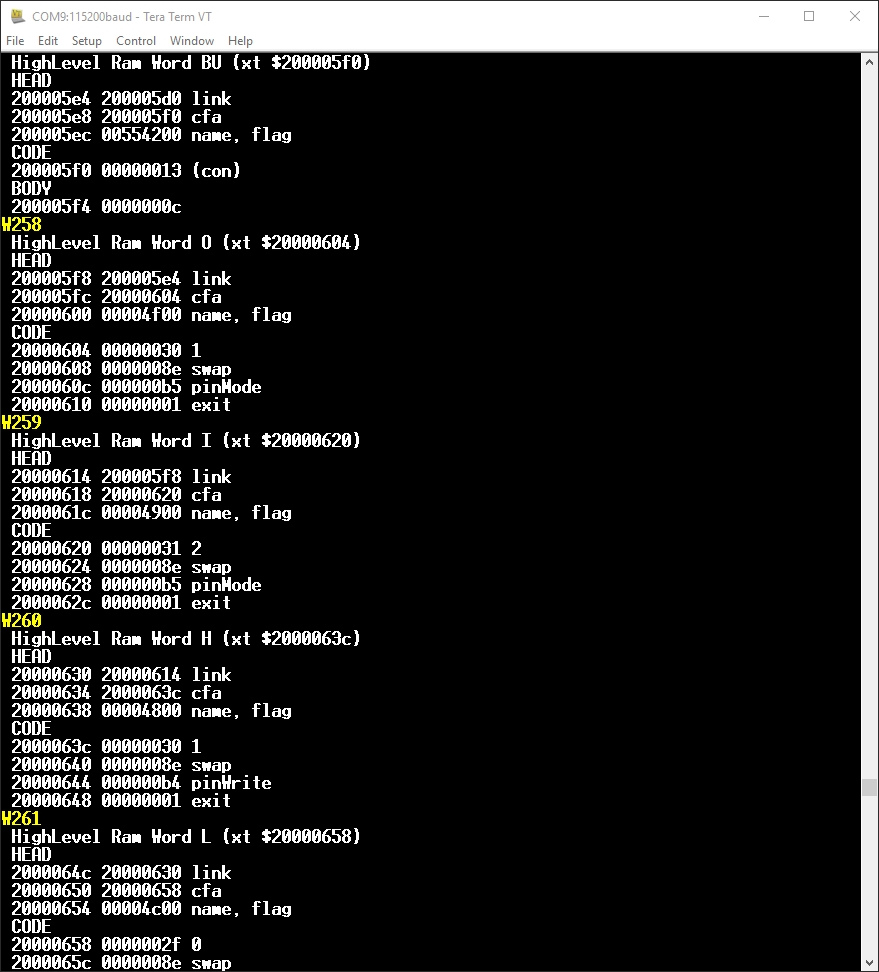 COM9:115200baud - Tera Term VT
File Edit Setup Control Window Help
HighLevel Ram Word BU (xt $200005f0)
HEAD
200005e4 200005d0 link
200005e8 200005f0 cfa
200005ec 00554200 name, flag
CODE
200005f0 00000013 (con)
BODY
200005f4 0000000c
W258
HighLevel Ram Word O (xt $20000604)
HEAD
200005f8 200005e4 link
200005fc 20000604 cfa
20000600 00004f00 name, flag
CODE
20000604 00000030 1
20000608 0000008e swap
2000060c 000000b5 pinMode
20000610 00000001 exit
W259
HighLevel Ram Word I (xt $20000620)
HEAD
20000614 200005f8 link
20000618 20000620 cfa
2000061c 00004900 name, flag
CODE
20000620 00000031 2
20000624 0000008e swap
20000628 000000b5 pinMode
2000062c 00000001 exit
W260
HighLevel Ram Word H (xt $2000063c)
HEAD
20000630 20000614 link
20000634 2000063c cfa
20000638 00004800 name, flag
CODE
2000063c 00000030 1
20000640 0000008e swap
20000644 000000b4 pinWrite
20000648 00000001 exit
W261
HighLevel Ram Word L (xt $20000658)
HEAD
2000064c 20000630 link
20000650 20000658 cfa
20000654 00004c00 name, flag
CODE
20000658 0000002f 0
2000065c 0000008e swap